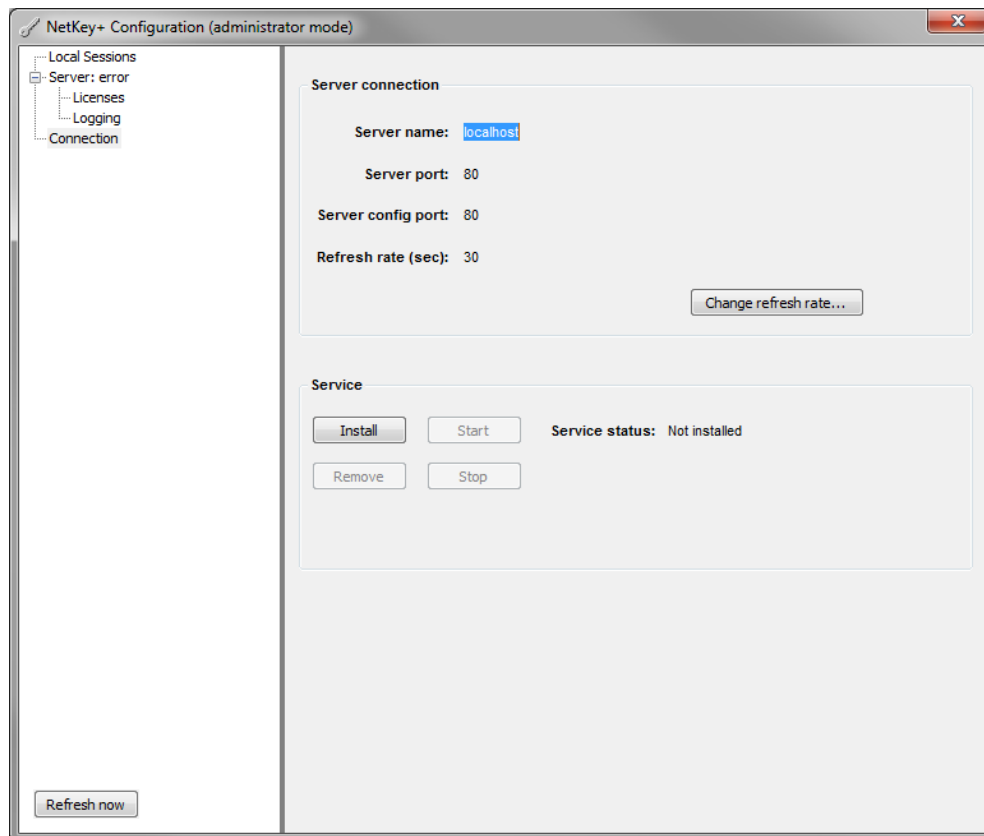 NetKey+ Configuration (administrator mode)
Local Sessions
Server: error
Licenses
Logging
Connection
Server connection
Server name: localhost
Server port: 80
Server config port: 80
Refresh rate (sec): 30
Change refresh rate...
Service
Install Start Service status: Not installed
Remove Stop
Refresh now